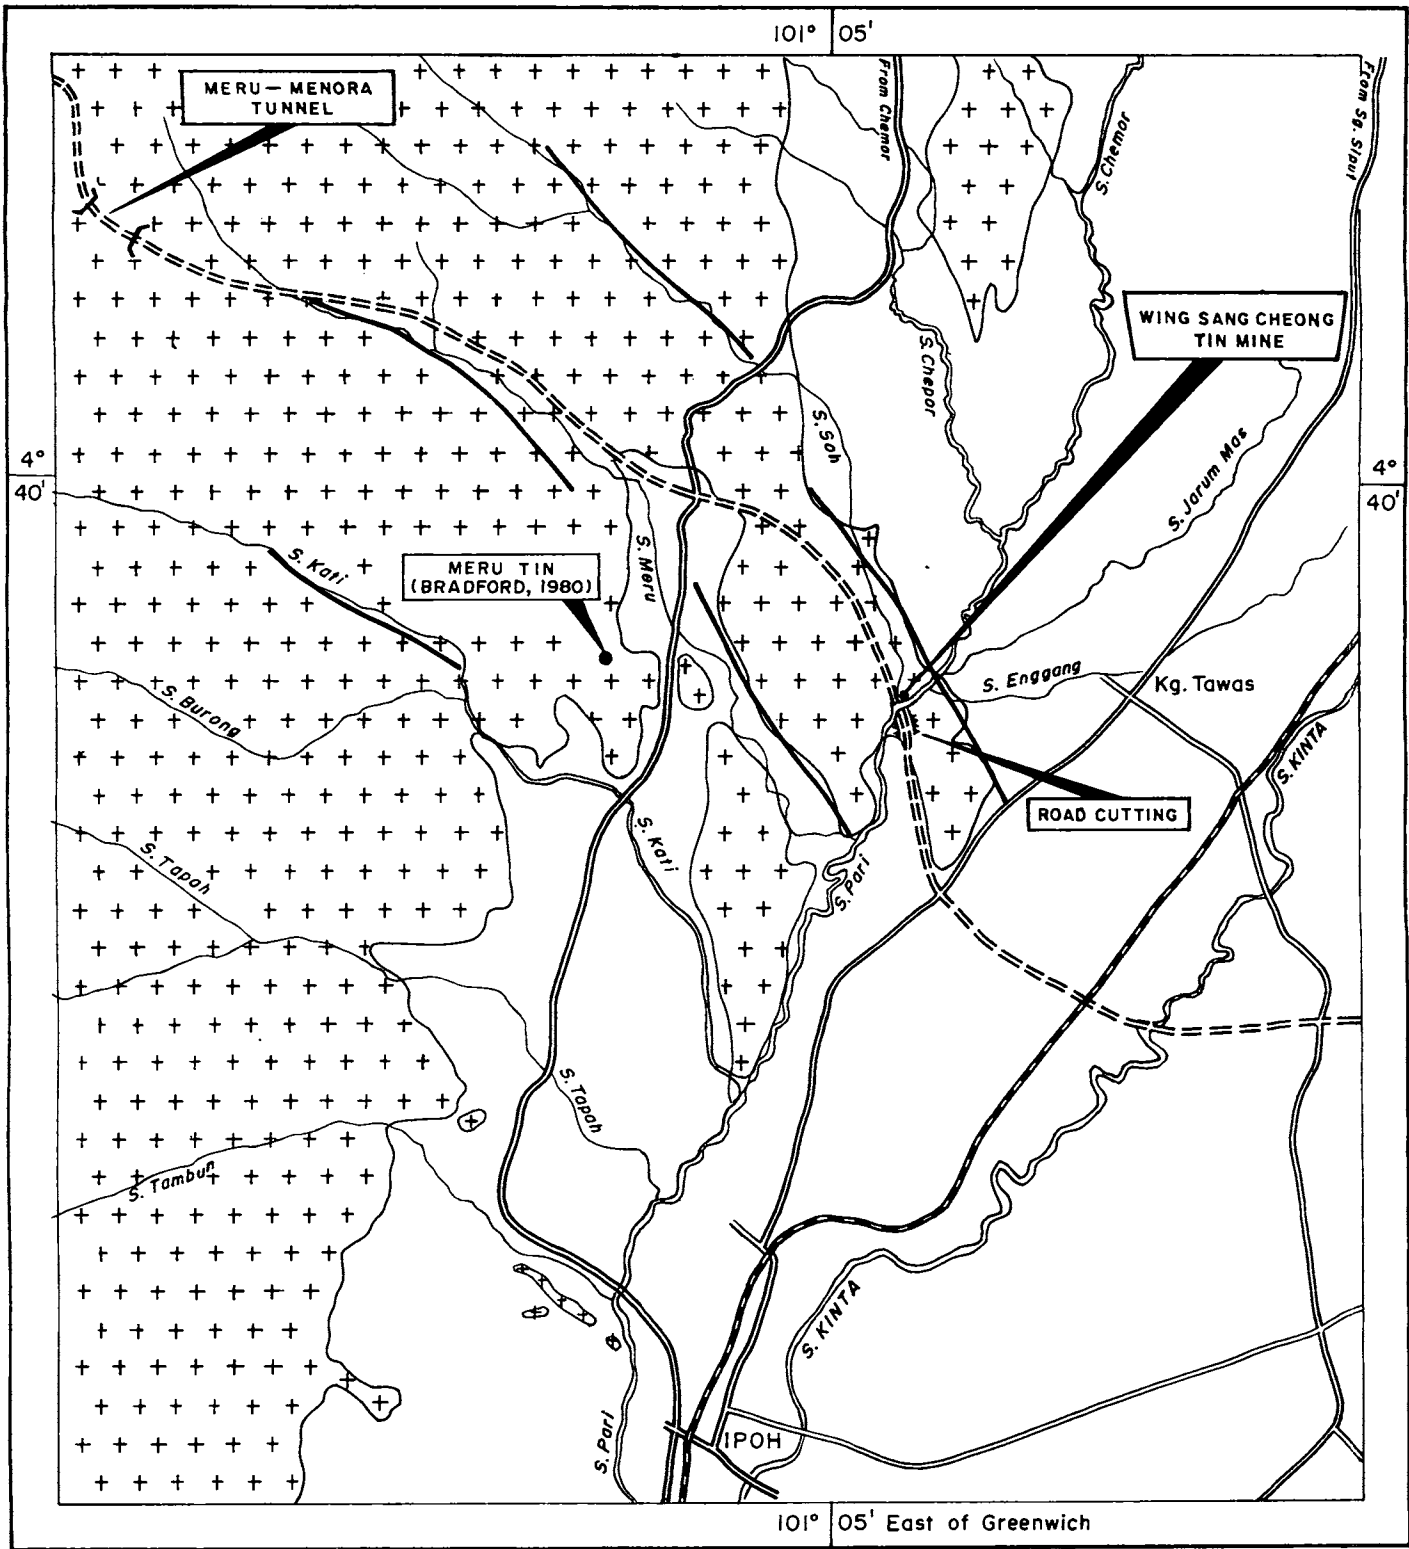 101° 05'
MERU – MENORA
TUNNEL
From Chemor
S. Chemor
From Sg. Siput
WING SANG CHEONG
TIN MINE
S. Chepor
S. Soh
S. Jarum Mas
4°
40'
4°
40'
S. Kati
MERU TIN
(BRADFORD, 1980)
S. Meru
S. Enggang
Kg. Tawas
S. Burong
S. KINTA
ROAD CUTTING
S. Kati
S. Tapah
S. Pari
S. Tapah
S. Tambun
S. KINTA
S. Pari
IPOH
101° 05' East of Greenwich